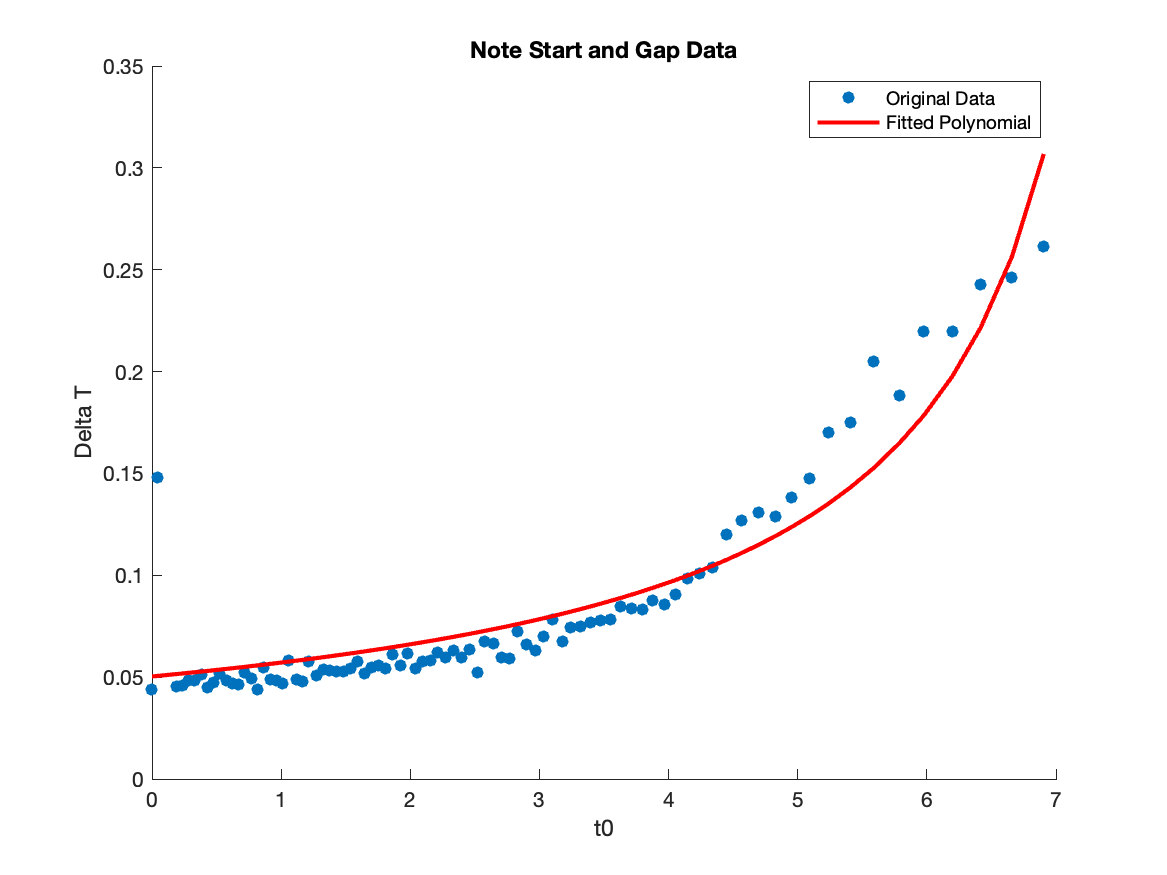 Note Start and Gap Data
Original Data
Fitted Polynomial
0.35
0.3
0.25
0.2
0.15
0.1
0.05
0
Delta T
0 1 2 3 4 5 6 7
t0